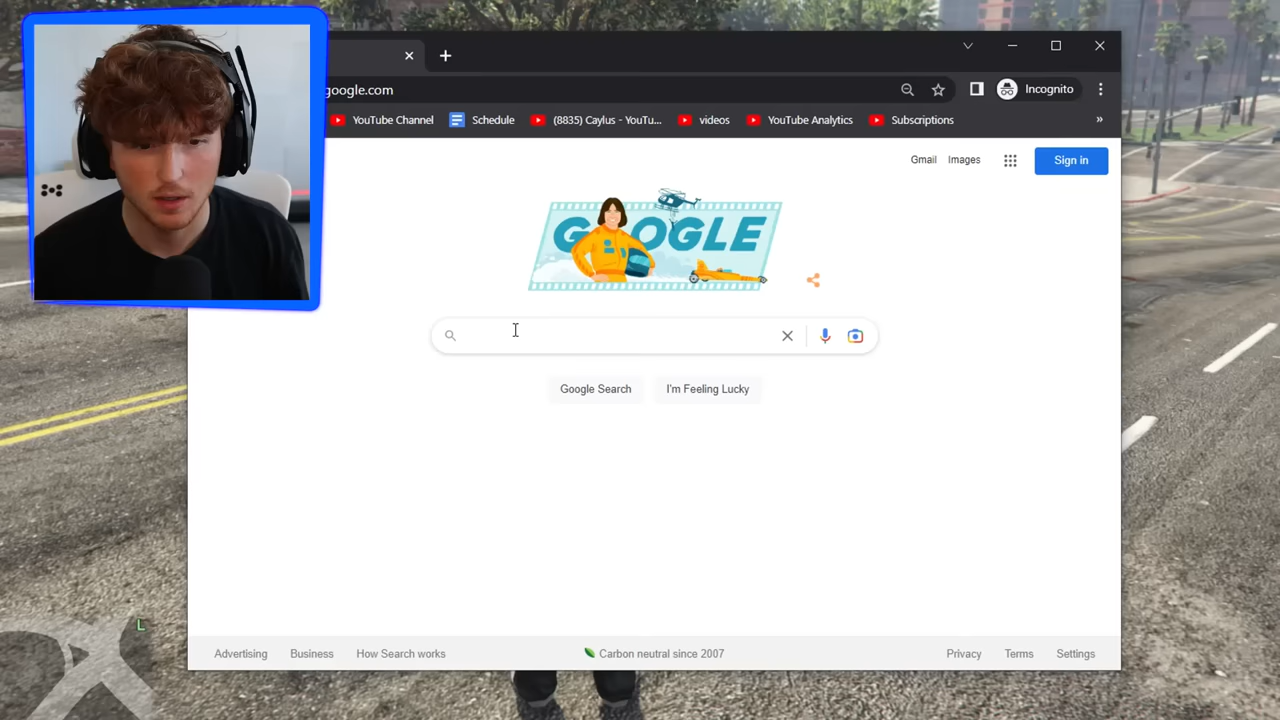 google.com
Incognito
YouTube Channel
Schedule
(8835) Caylus - YouTu...
videos
YouTube Analytics
Subscriptions
»
Gmail
Images
Sign in
GOOGLE
Google Search
I'm Feeling Lucky
Advertising
Business
How Search works
Carbon neutral since 2007
Privacy
Terms
Settings
L